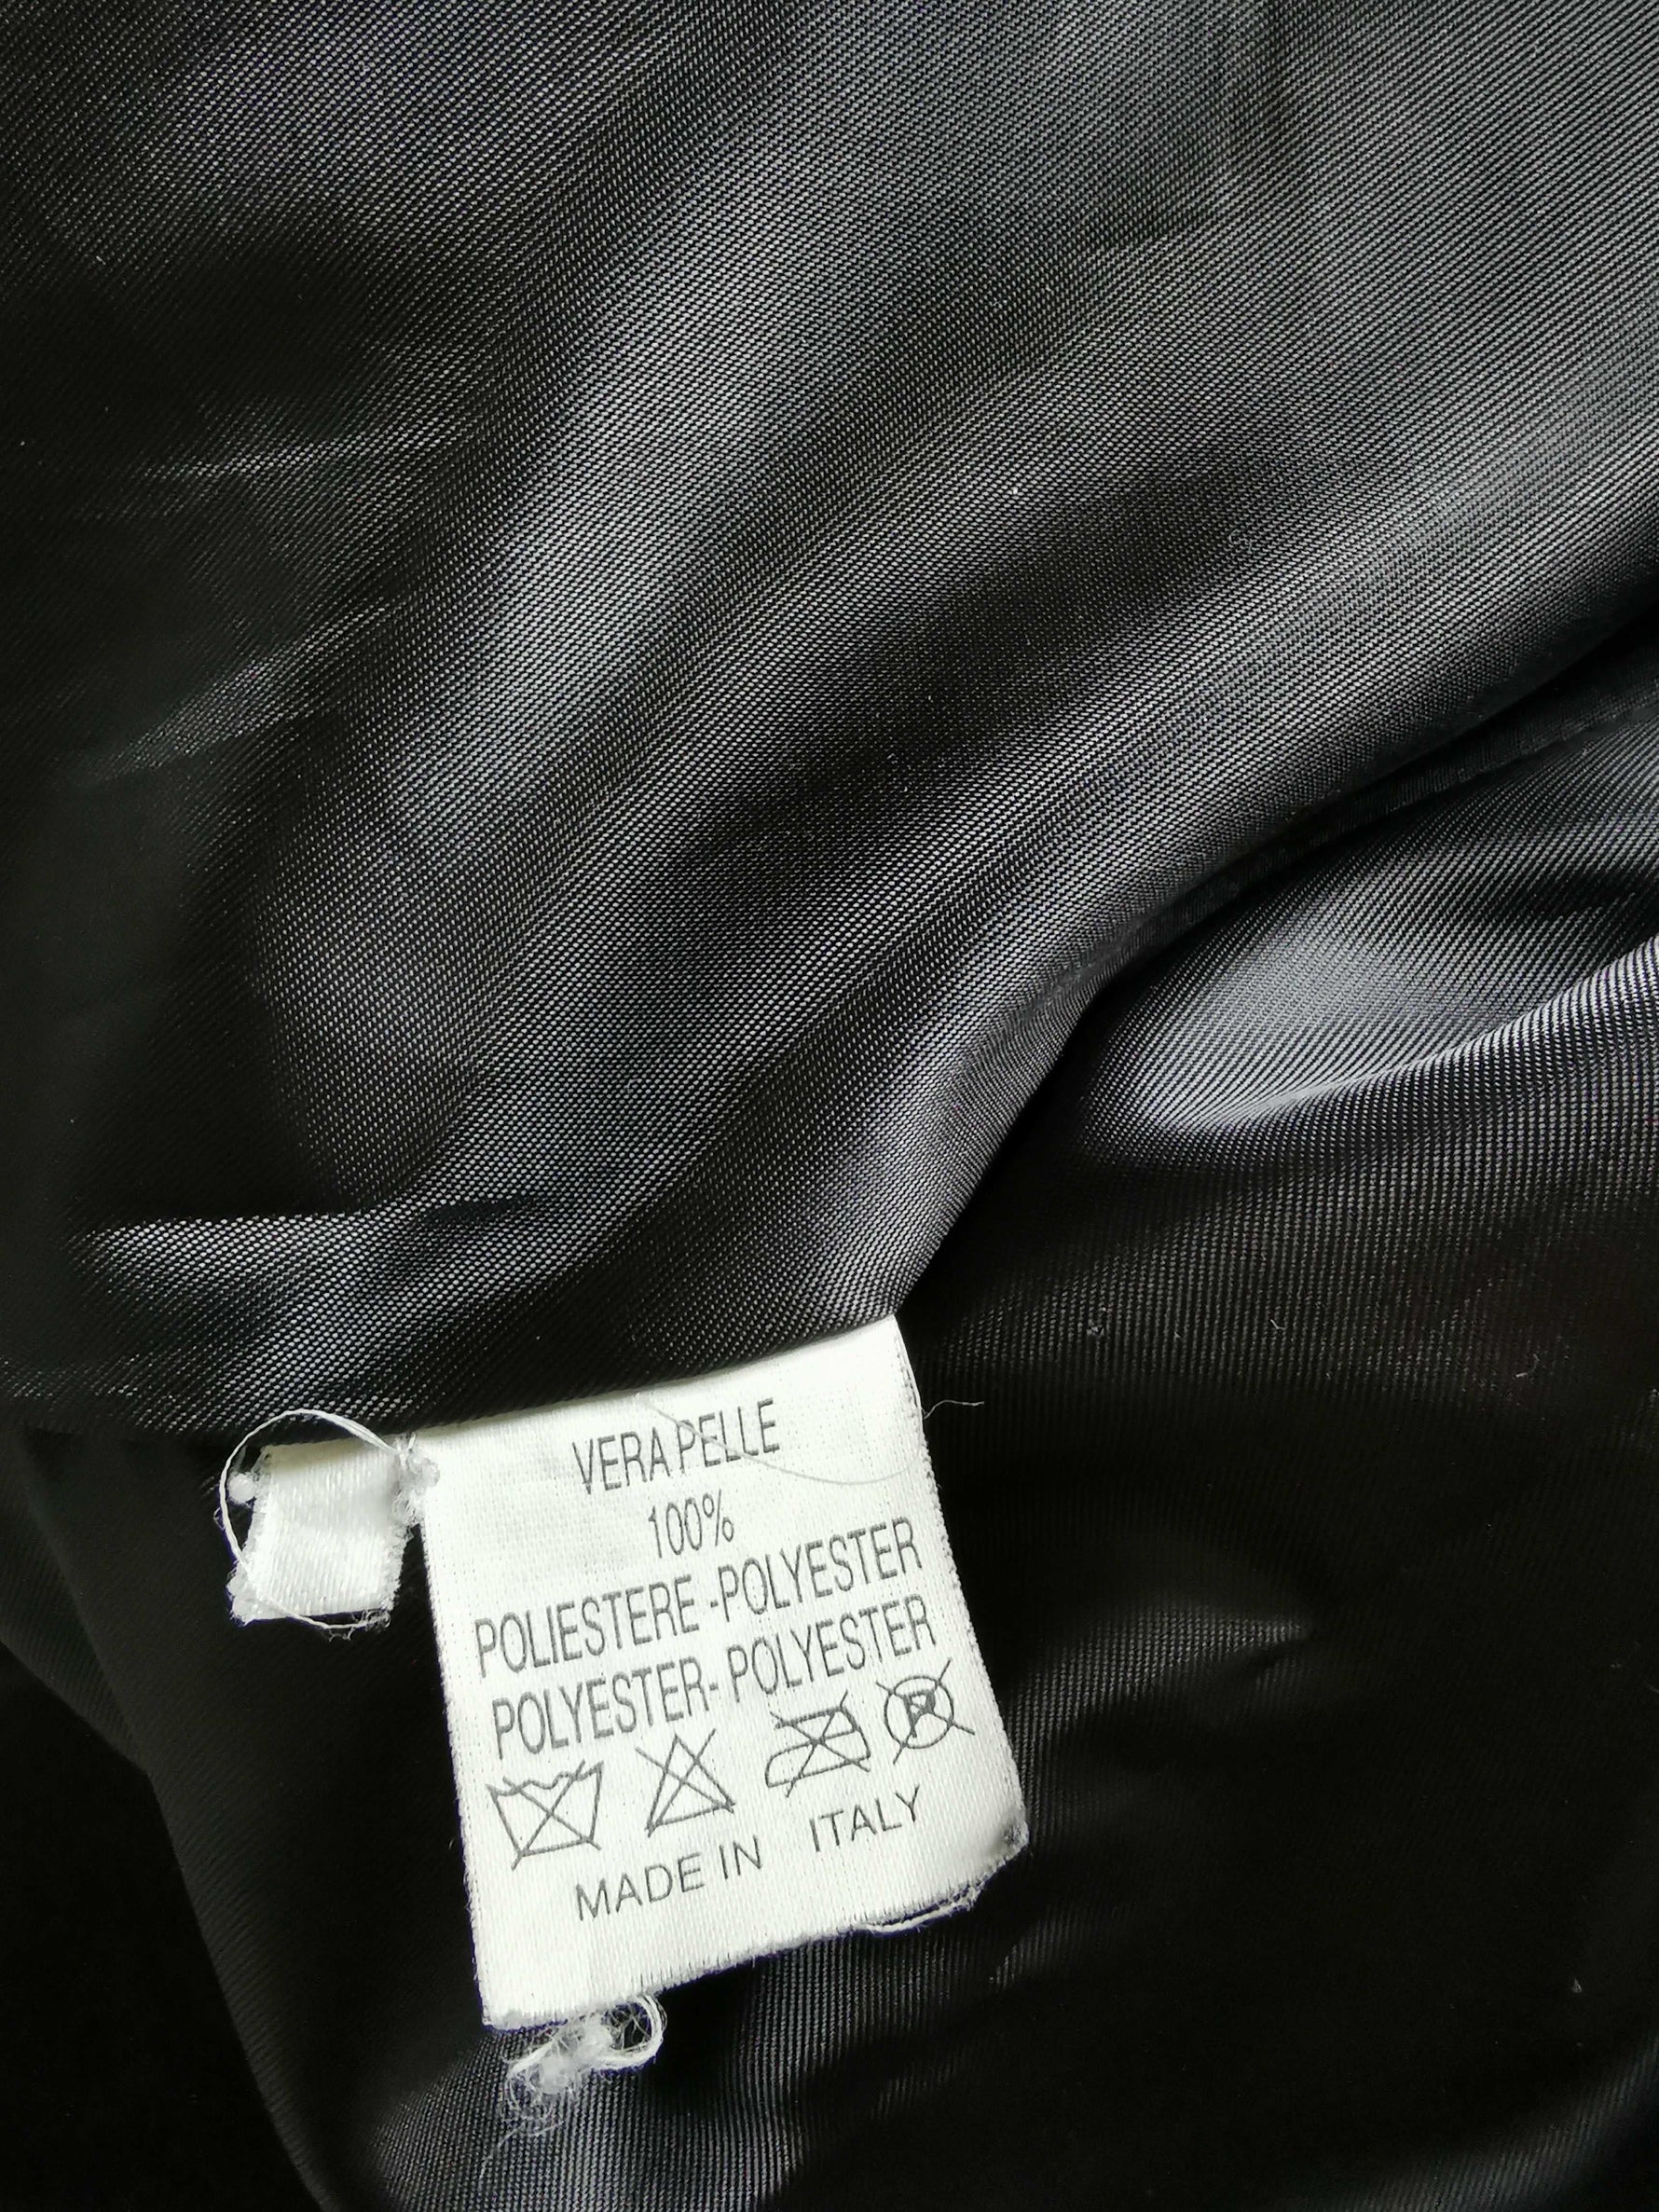 VERA PELLE
100%
POLIESTERE -POLYESTER
POLYESTER- POLYESTER
P
MADE IN ITALY